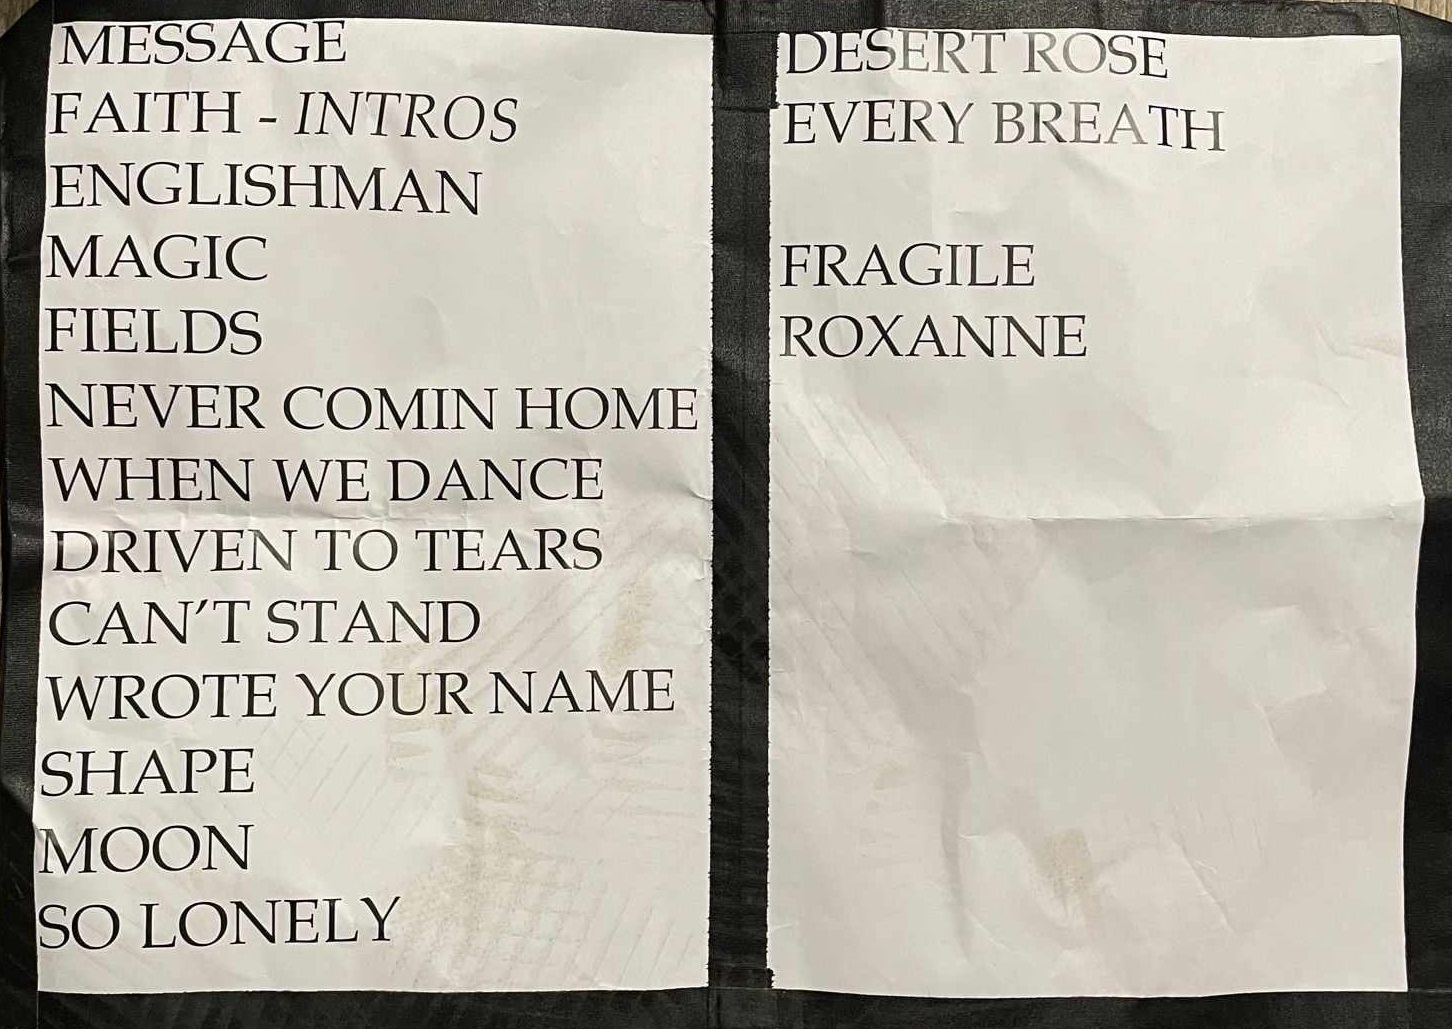 MESSAGE
FAITH - INTROS
ENGLISHMAN
MAGIC
FIELDS
NEVER COMIN HOME
WHEN WE DANCE
DRIVEN TO TEARS
CAN'T STAND
WROTE YOUR NAME
SHAPE
MOON
SO LONELY
DESERT ROSE
EVERY BREATH
FRAGILE
ROXANNE